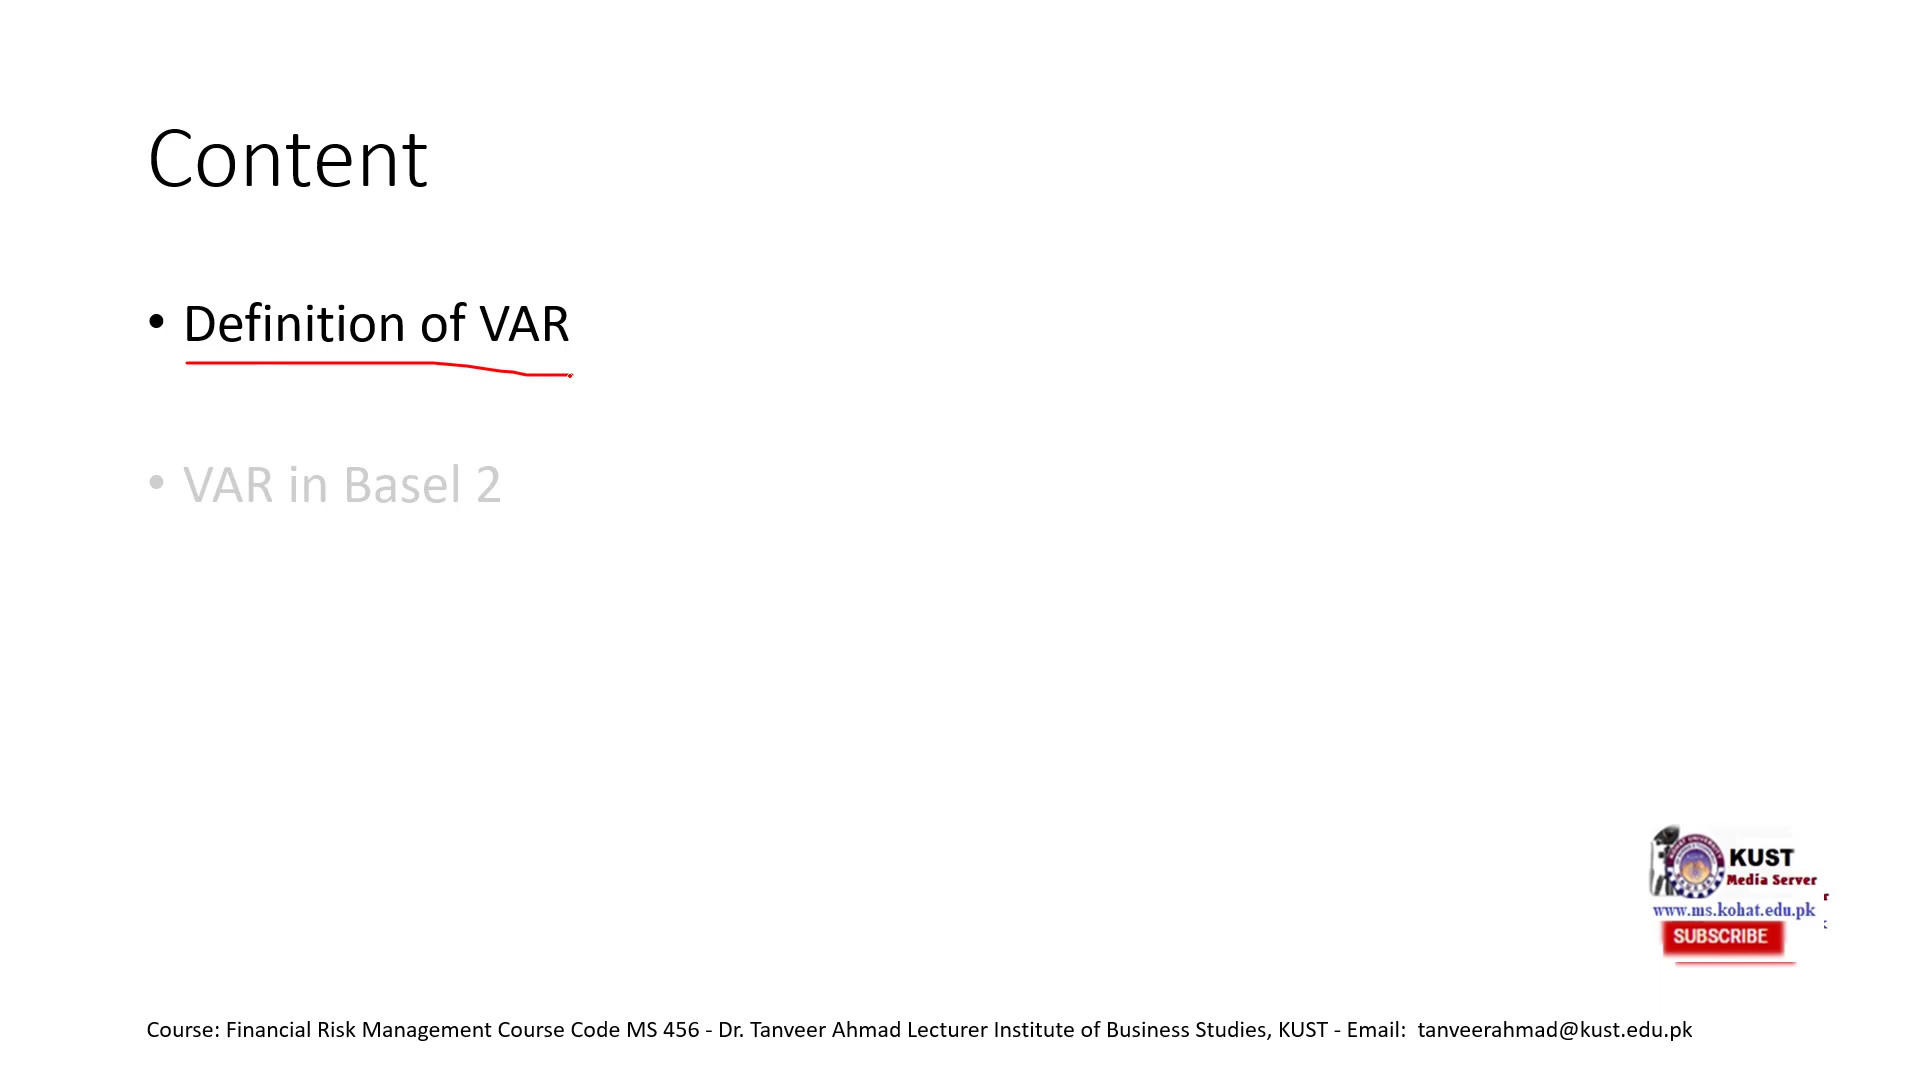 Content
• Definition of VAR
• VAR in Basel 2
KUST
Media Server
www.ms.kohat.edu.pk
SUBSCRIBE
Course: Financial Risk Management Course Code MS 456 - Dr. Tanveer Ahmad Lecturer Institute of Business Studies, KUST - Email: tanveerahmad@kust.edu.pk